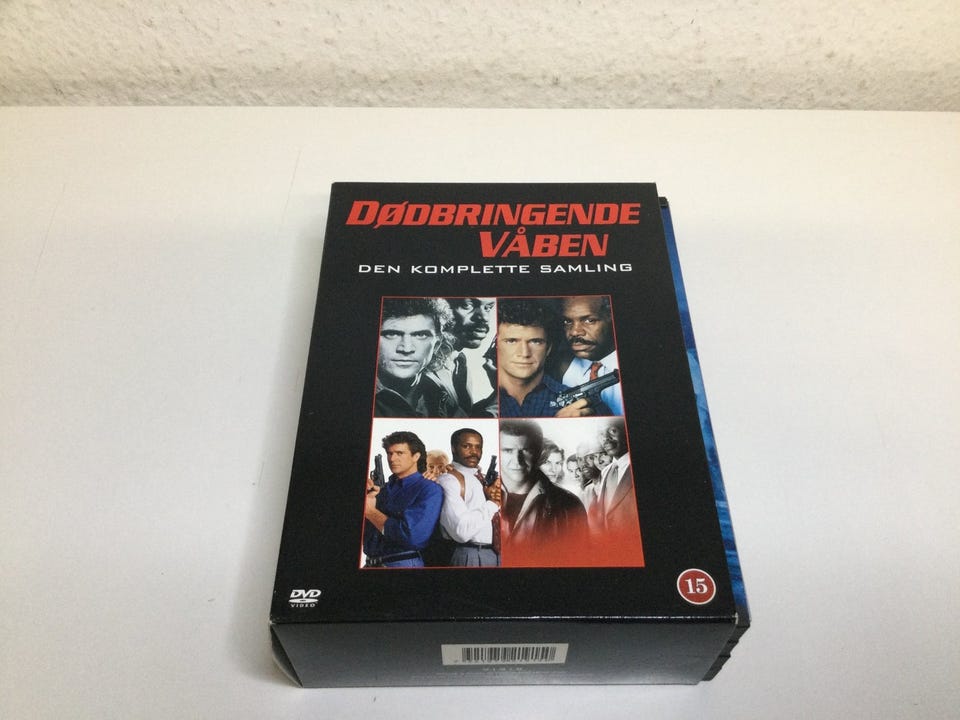 DØDBRINGENDE
VÅBEN
DEN KOMPLETTE SAMLING
DVD
VIDEO
15